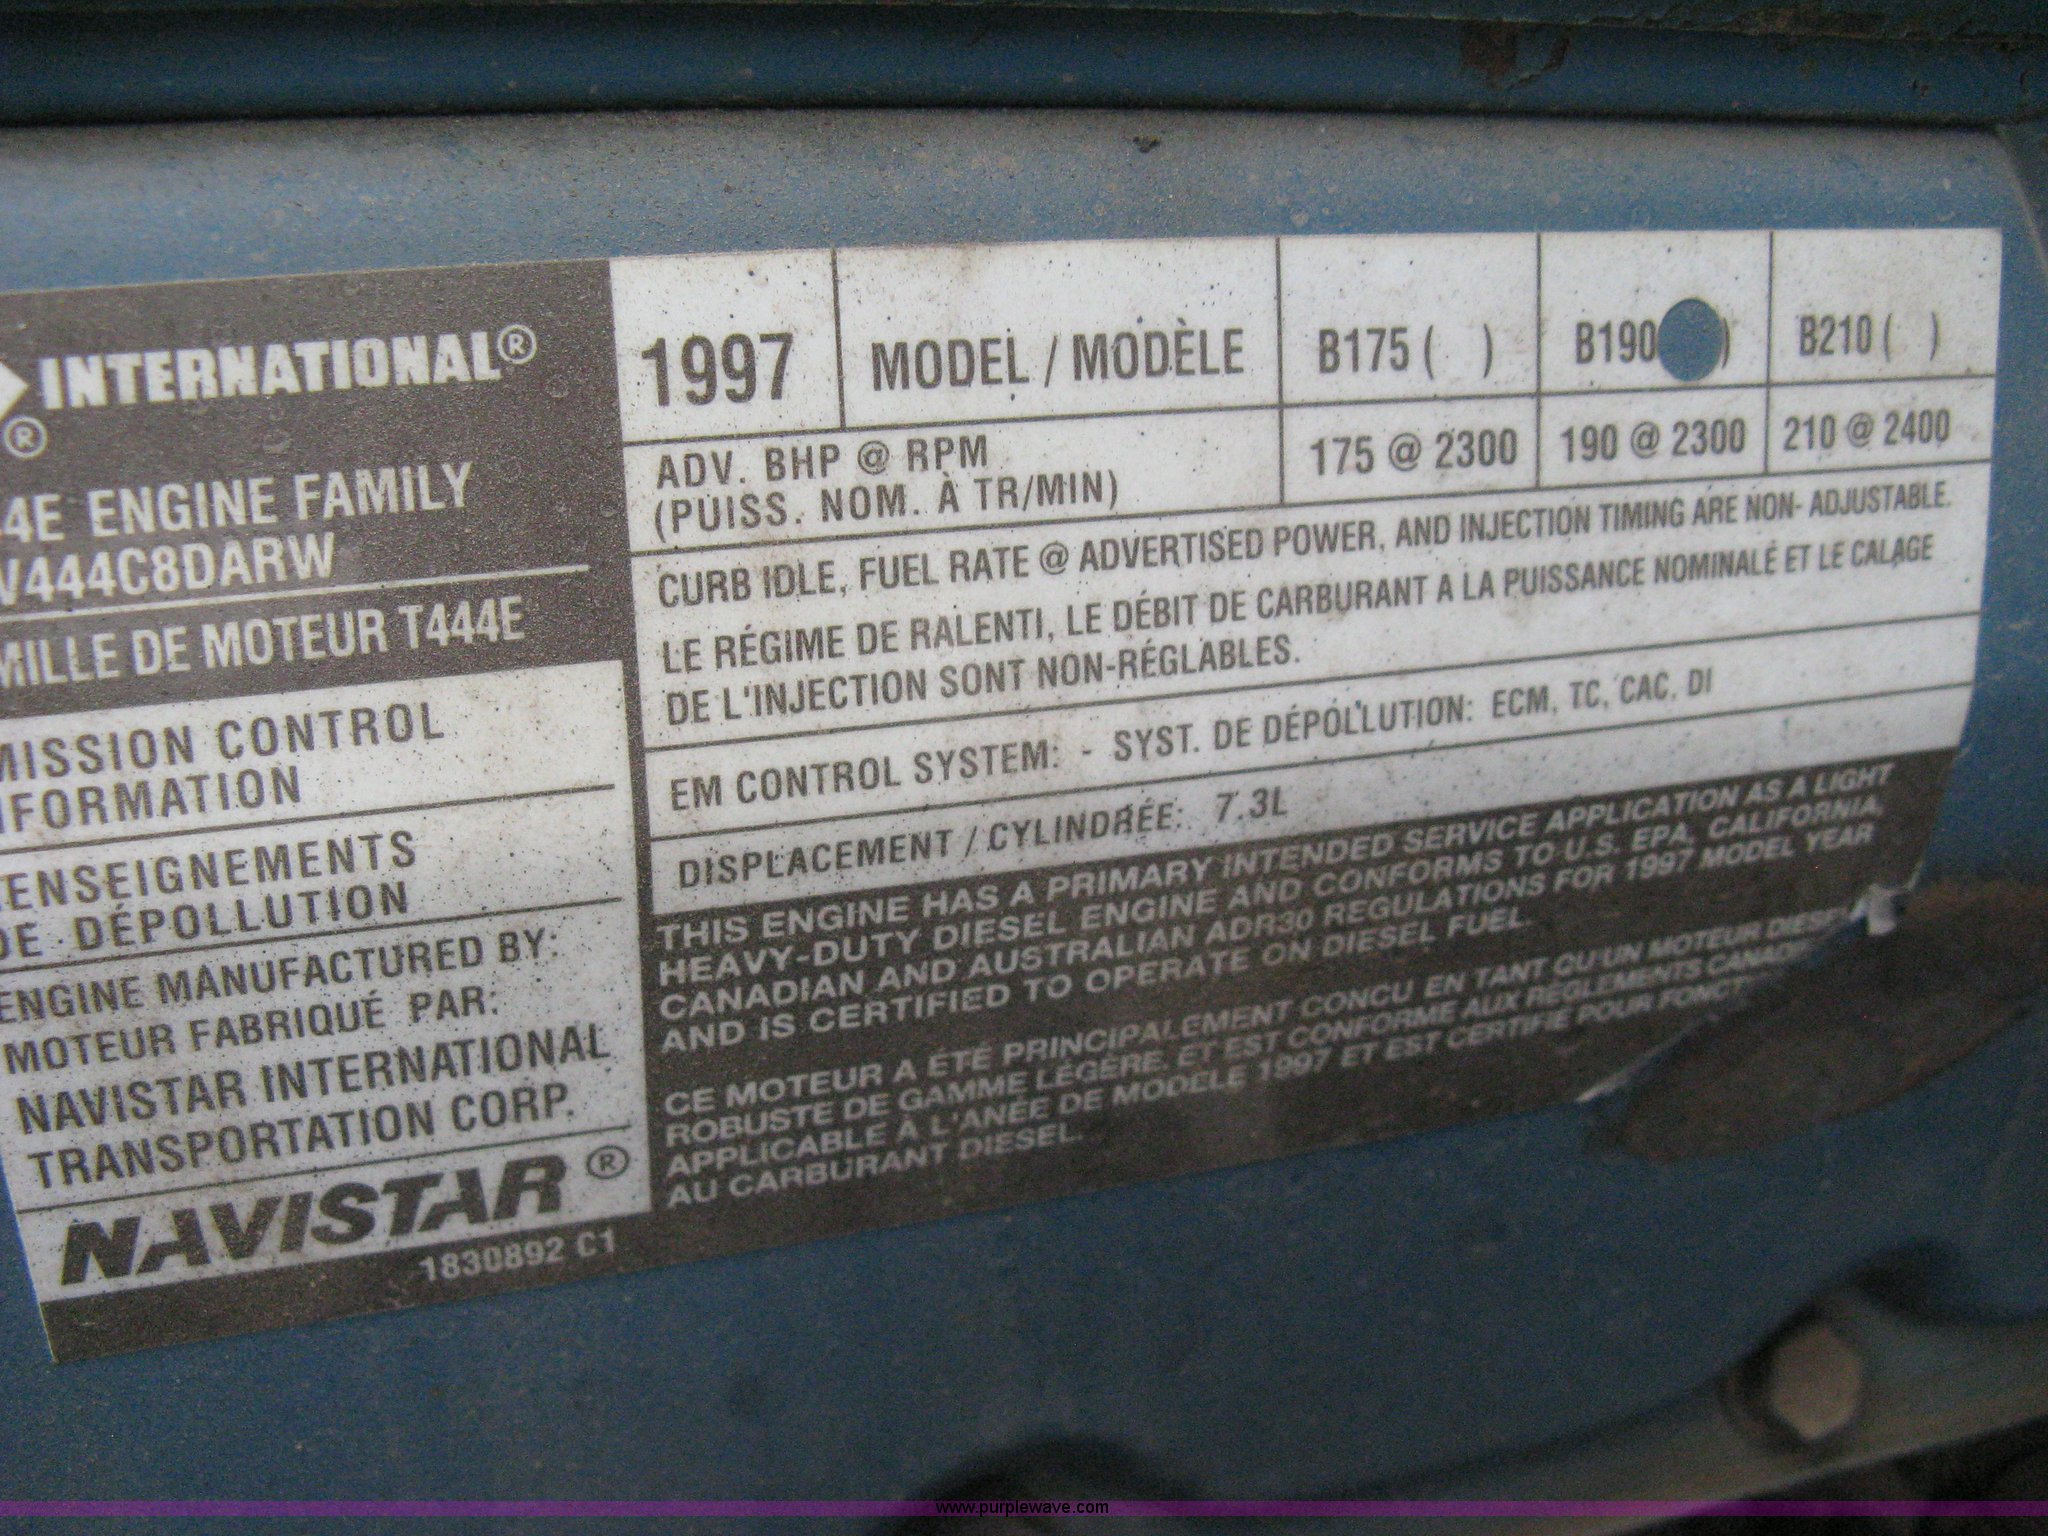 INTERNATIONAL®
®
4E ENGINE FAMILY
V444C8DARW
MILLE DE MOTEUR T444E
MISSION CONTROL
NFORMATION
ENSEIGNEMENTS
DE DÉPOLLUTION
ENGINE MANUFACTURED BY:
MOTEUR FABRIQUÉ PAR:
NAVISTAR INTERNATIONAL
TRANSPORTATION CORP.
NAVISTAR®
1830892 C1
1997 MODEL / MODÈLE B175 ( ) B190 ) B210 ( )
ADV. BHP @ RPM
(PUISS. NOM. À TR/MIN)
175 @ 2300 190 @ 2300 210 @ 2400
CURB IDLE, FUEL RATE @ ADVERTISED POWER, AND INJECTION TIMING ARE NON- ADJUSTABLE.
LE RÉGIME DE RALENTI, LE DÉBIT DE CARBURANT A LA PUISSANCE NOMINALE ET LE CALAGE
DE L'INJECTION SONT NON-RÉGLABLES.
EM CONTROL SYSTEM: - SYST. DE DÉPOLLUTION: ECM, TC, CAC, DI
DISPLACEMENT / CYLINDRÉE: 7.3L
THIS ENGINE HAS A PRIMARY INTENDED SERVICE APPLICATION AS A LIGHT
HEAVY-DUTY DIESEL ENGINE AND CONFORMS TO U.S. EPA, CALIFORNIA,
CANADIAN AND AUSTRALIAN ADR30 REGULATIONS FOR 1997 MODEL YEAR
AND IS CERTIFIED TO OPERATE ON DIESEL FUEL.
CE MOTEUR A ÉTÉ PRINCIPALEMENT CONCU EN TANT QU'UN MOTEUR DIESEL
ROBUSTE DE GAMME LÉGÈRE, ET EST CONFORME AUX RÈGLEMENTS CANAD
APPLICABLE À L'ANÉE DE MODÈLE 1997 ET EST CERTIFIÉ POUR FONCT
AU CARBURANT DIESEL.
www.purplewave.com